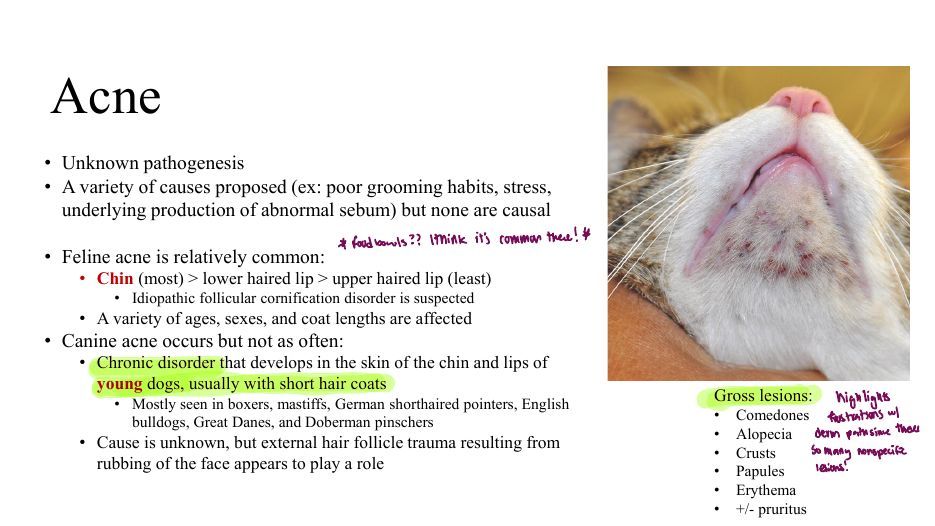 Acne
• Unknown pathogenesis
• A variety of causes proposed (ex: poor grooming habits, stress,
underlying production of abnormal sebum) but none are causal
* food bowls?? I think it's common there! *
• Feline acne is relatively common:
• Chin (most) > lower haired lip > upper haired lip (least)
• Idiopathic follicular cornification disorder is suspected
• A variety of ages, sexes, and coat lengths are affected
• Canine acne occurs but not as often:
• Chronic disorder that develops in the skin of the chin and lips of
young dogs, usually with short hair coats
• Mostly seen in boxers, mastiffs, German shorthaired pointers, English
bulldogs, Great Danes, and Doberman pinschers
• Cause is unknown, but external hair follicle trauma resulting from
rubbing of the face appears to play a role
Gross lesions:
• Comedones
• Alopecia
• Crusts
• Papules
• Erythema
• +/- pruritus
highlights
frustrations w/
derm path since there
so many nonspecific
lesions!